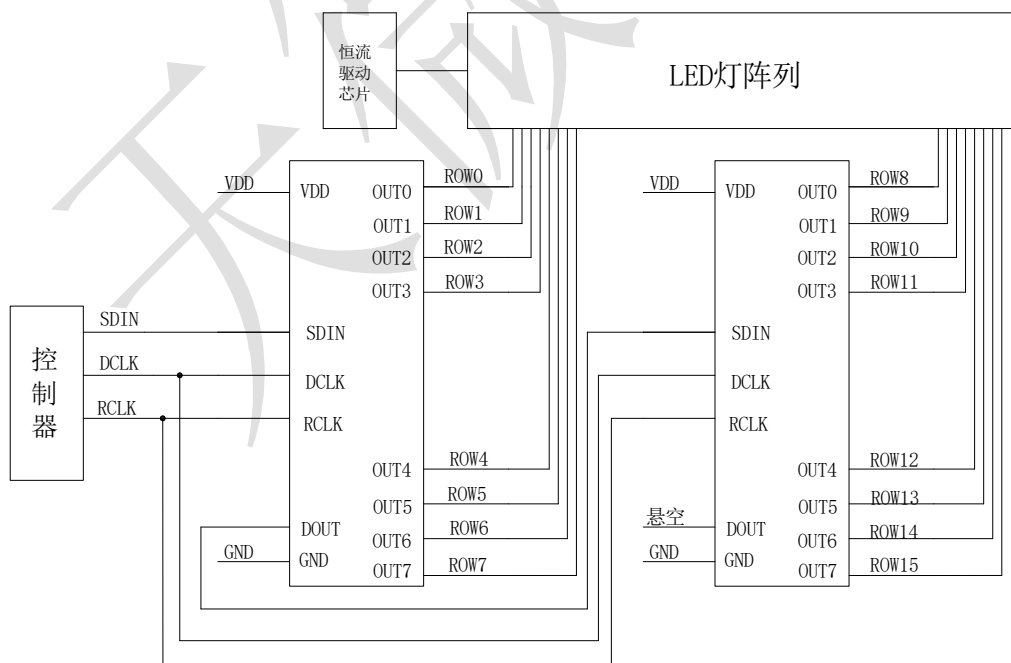 恒流
驱动
芯片
LED灯阵列
VDD
VDD
OUT0
ROW0
OUT1
ROW1
OUT2
ROW2
OUT3
ROW3
SDIN
DCLK
RCLK
OUT4
ROW4
OUT5
ROW5
DOUT
OUT6
ROW6
GND
GND
OUT7
ROW7
控
制
器
SDIN
DCLK
RCLK
VDD
VDD
OUT0
ROW8
OUT1
ROW9
OUT2
ROW10
OUT3
ROW11
SDIN
DCLK
RCLK
OUT4
ROW12
OUT5
ROW13
悬空
DOUT
OUT6
ROW14
GND
GND
OUT7
ROW15
天微